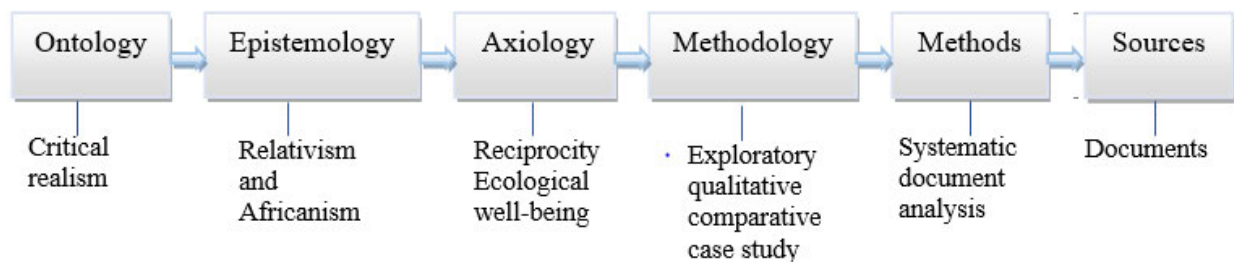 Ontology
Epistemology
Axiology
Methodology
Methods
Sources
Critical
realism
Relativism
and
Africanism
Reciprocity
Ecological
well-being
• Exploratory
qualitative
comparative
case study
Systematic
document
analysis
Documents